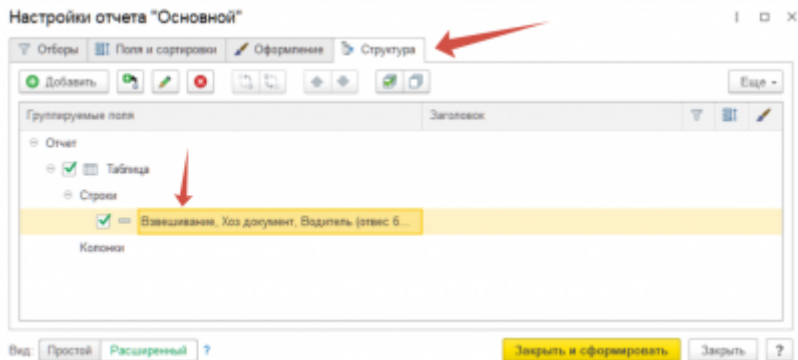 Настройки отчета "Основной"
Отборы Поля и сортировки Оформление Структура
Добавить Еще
Группируемые поля Заголовок
Отчет
Таблица
Строки
Взвешивание, Хоз документ, Водитель (отвес б...
Колонки
Вид: Простой Расширенный ? Закрыть и сформировать Закрыть ?